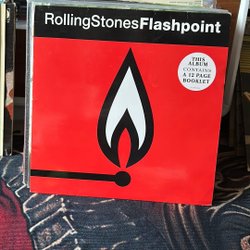 RollingStonesFlashpoint
THIS
ALBUM
CONTAINS
A 12 PAGE
BOOKLET